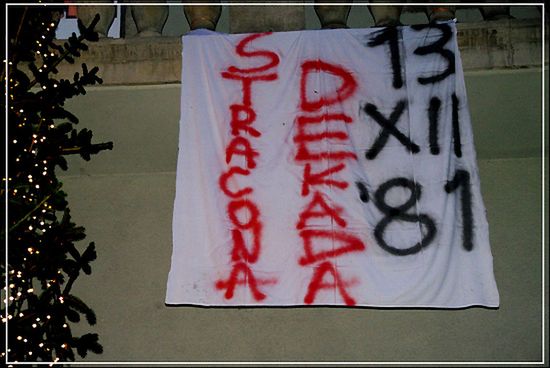 STRACONA
DEKADA
13
XII
'81